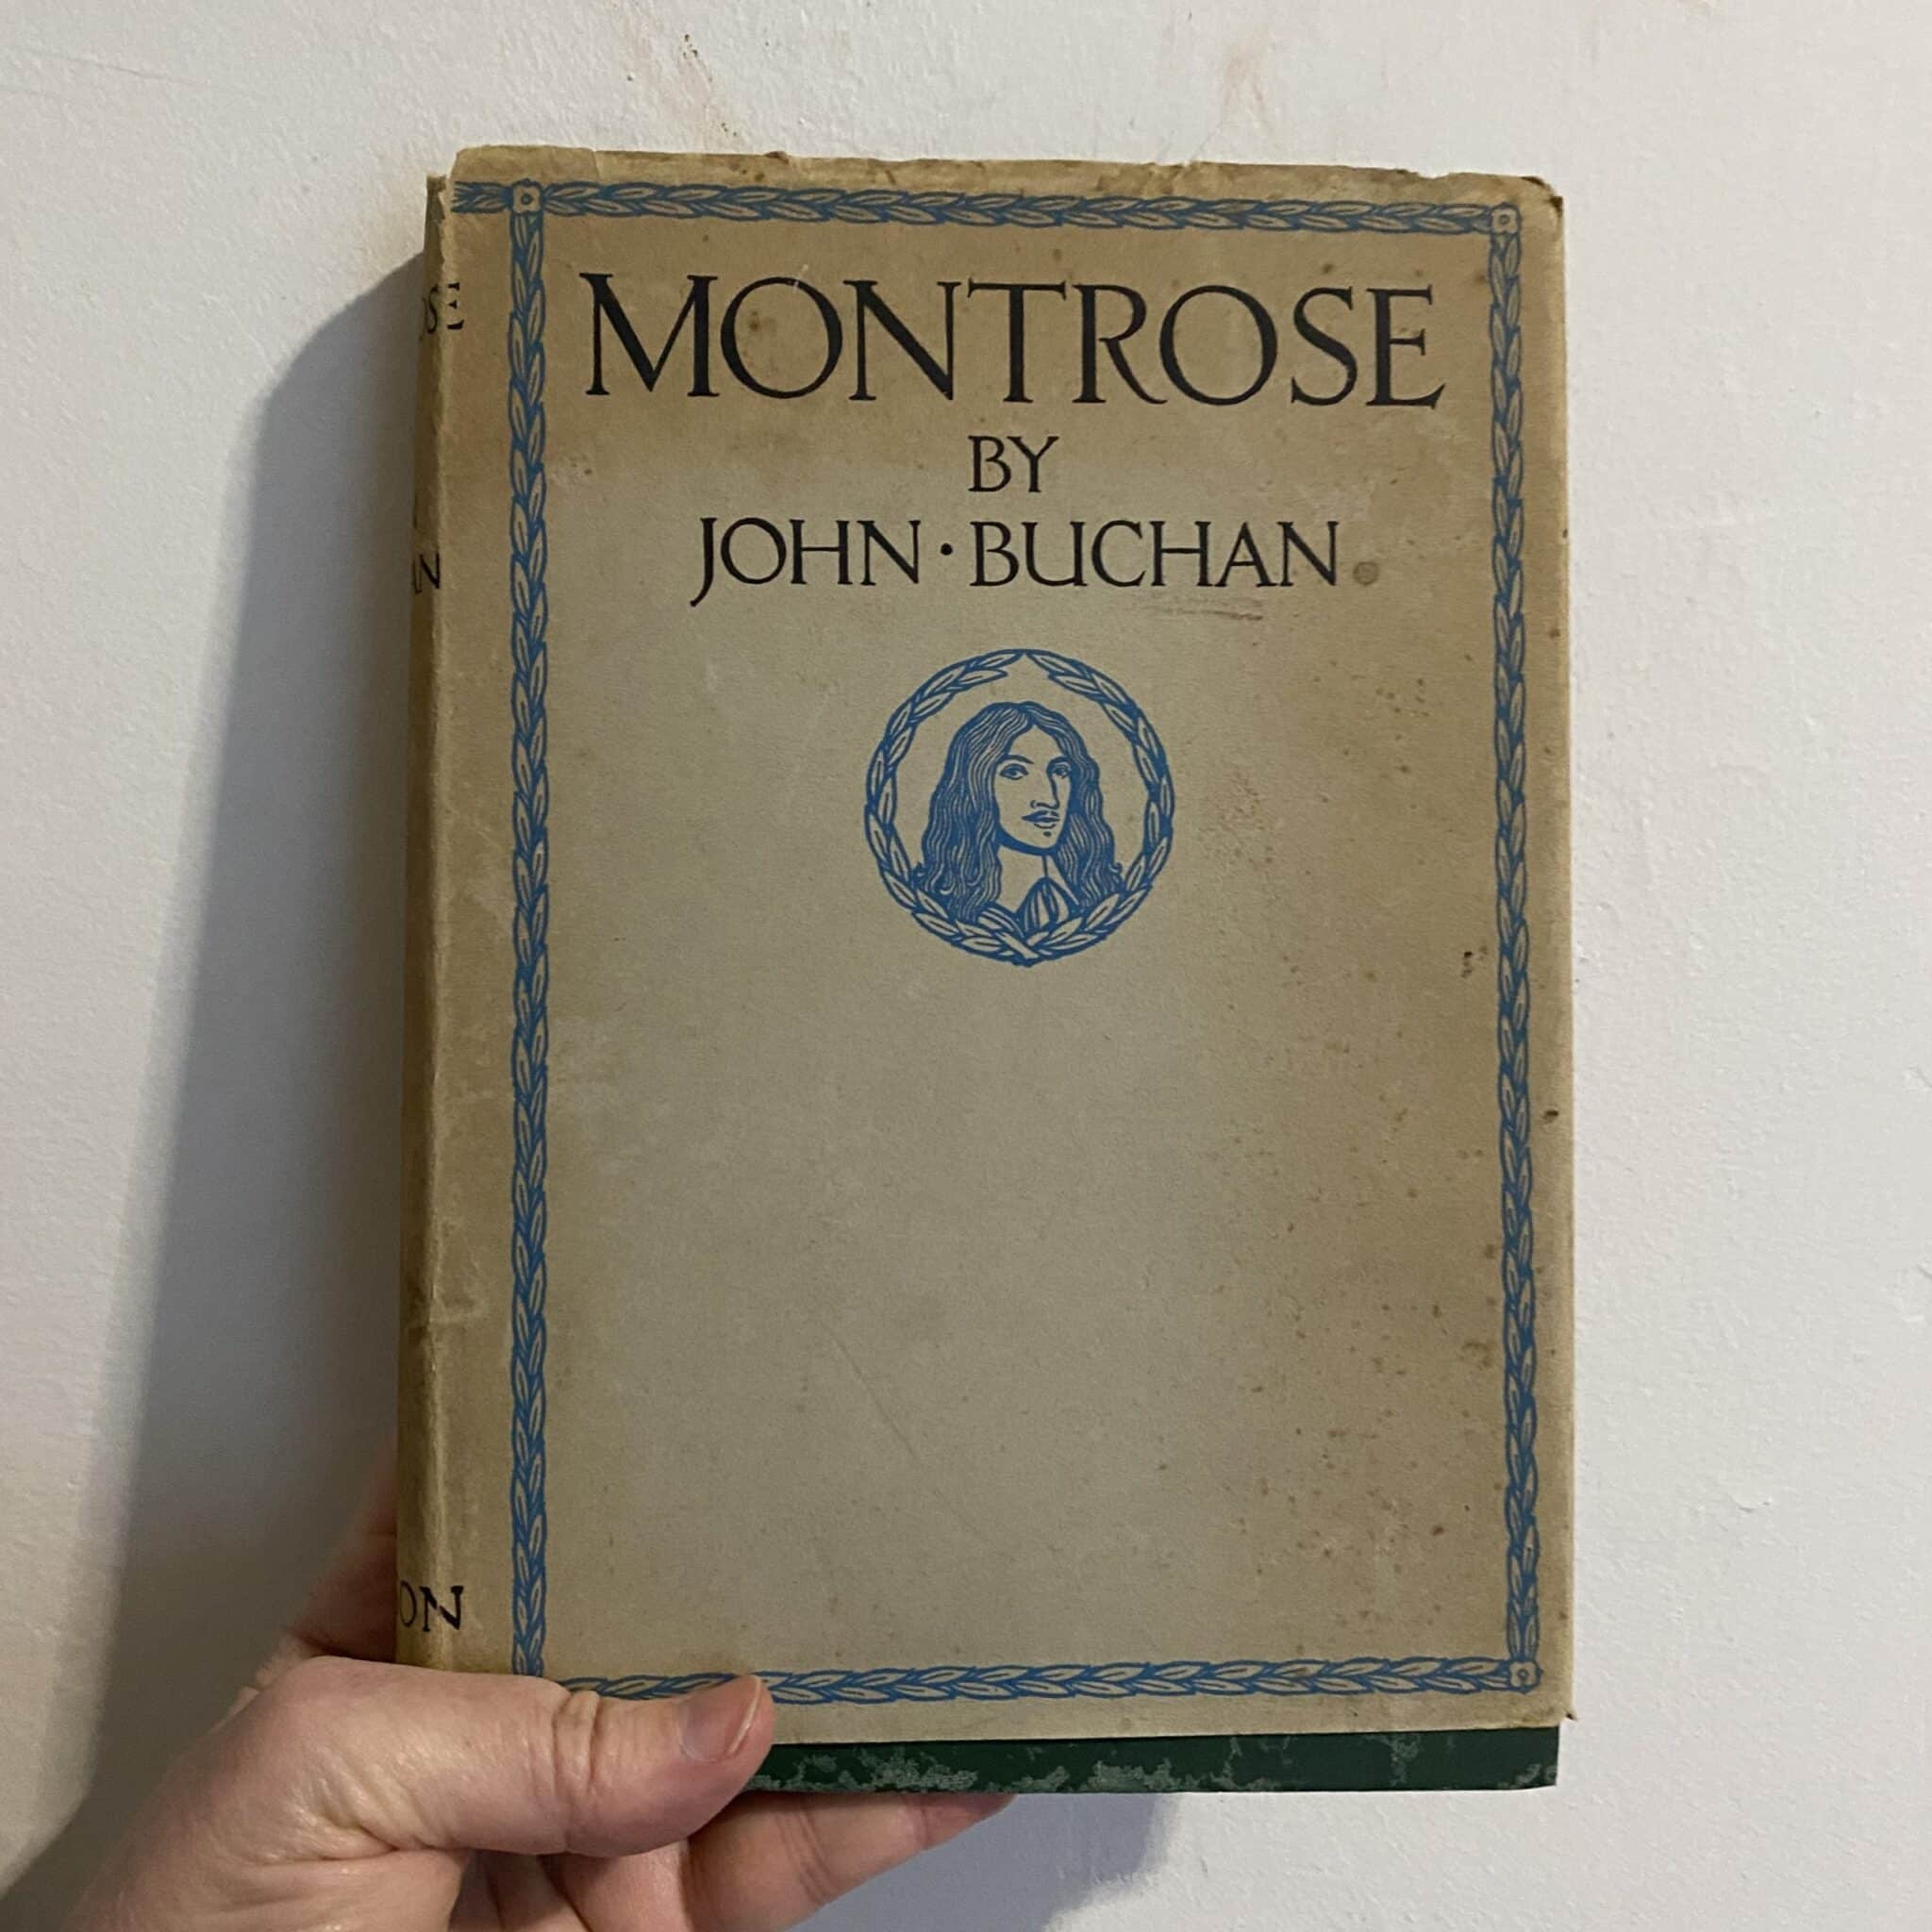 MONTROSE
BY
JOHN · BUCHAN